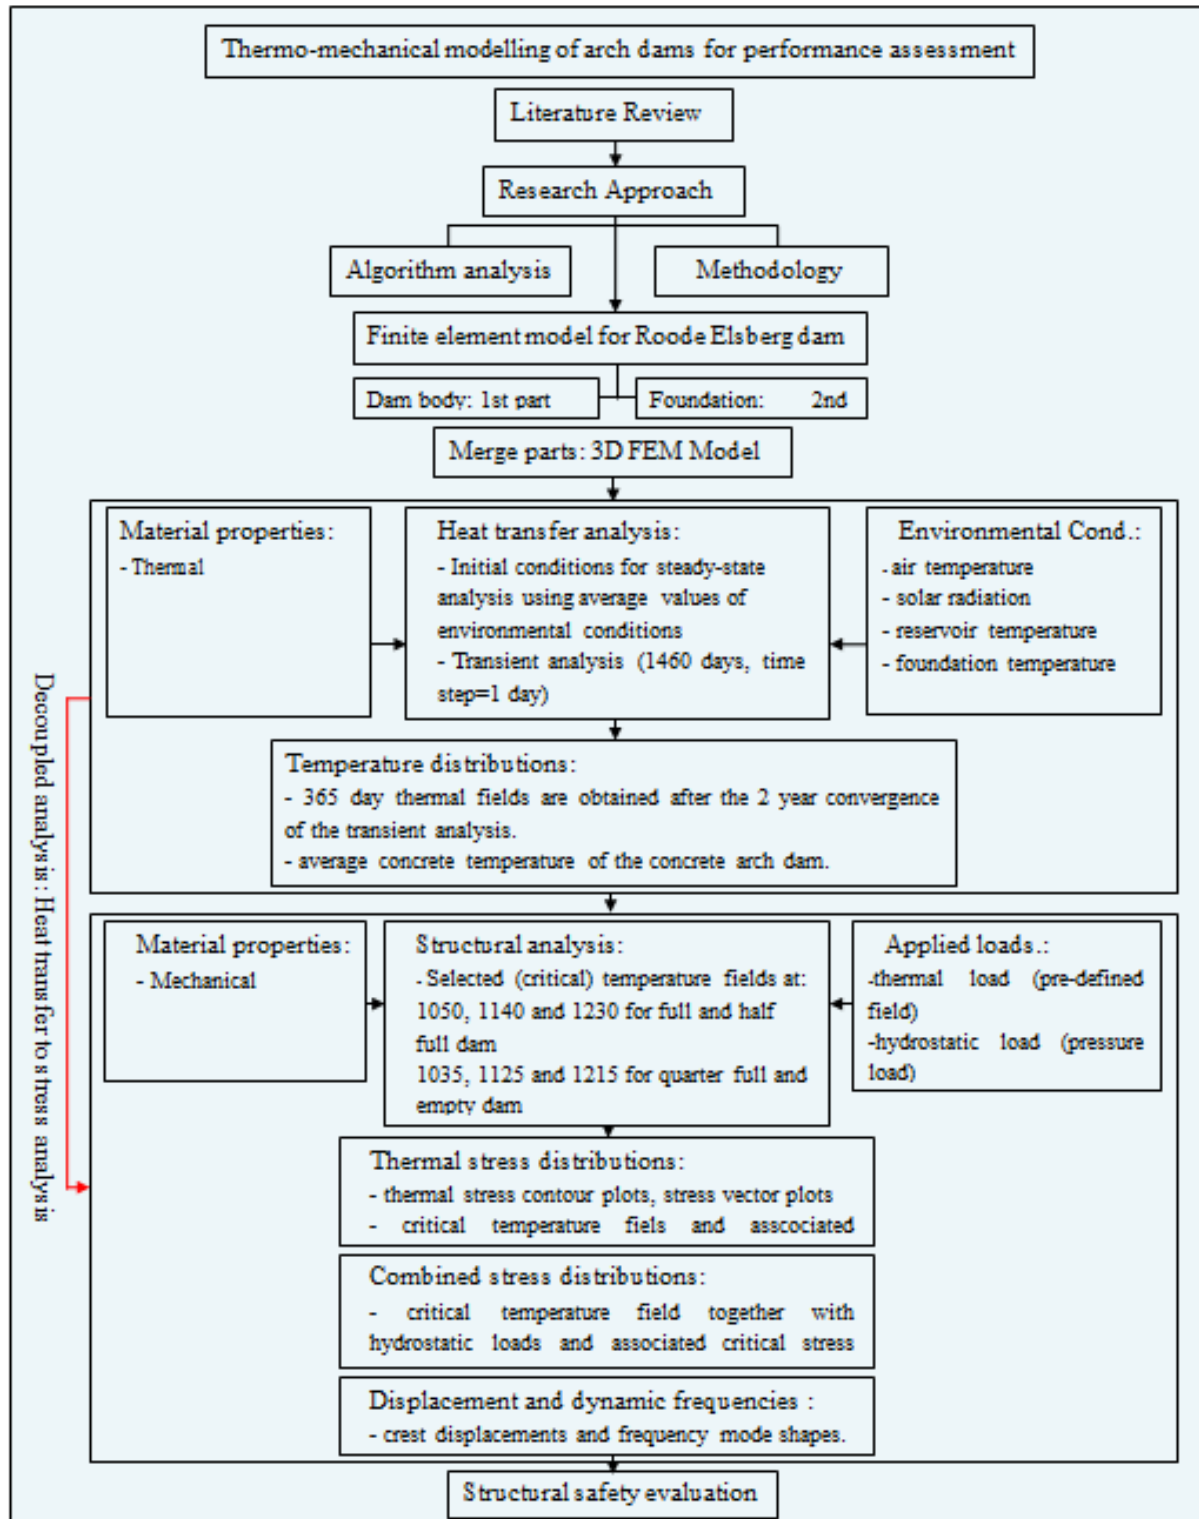 Thermo-mechanical modelling of arch dams for performance assessment
Literature Review
Research Approach
Algorithm analysis
Methodology
Finite element model for Roode Elsberg dam
Dam body: 1st part
Foundation: 2nd
Merge parts: 3D FEM Model
Material properties:
- Thermal
Heat transfer analysis:
- Initial conditions for steady-state
analysis using average values of
environmental conditions
- Transient analysis (1460 days, time
step=1 day)
Environmental Cond.:
- air temperature
- solar radiation
- reservoir temperature
- foundation temperature
Temperature distributions:
- 365 day thermal fields are obtained after the 2 year convergence
of the transient analysis.
- average concrete temperature of the concrete arch dam.
Decoupled analysis : Heat transfer to stress analysis
Material properties:
- Mechanical
Structural analysis:
- Selected (critical) temperature fields at:
1050, 1140 and 1230 for full and half
full dam
1035, 1125 and 1215 for quarter full and
empty dam
Applied loads.:
-thermal load (pre-defined
field)
-hydrostatic load (pressure
load)
Thermal stress distributions:
- thermal stress contour plots, stress vector plots
- critical temperature fiels and asscociated
Combined stress distributions:
- critical temperature field together with
hydrostatic loads and associated critical stress
Displacement and dynamic frequencies :
- crest displacements and frequency mode shapes.
Structural safety evaluation